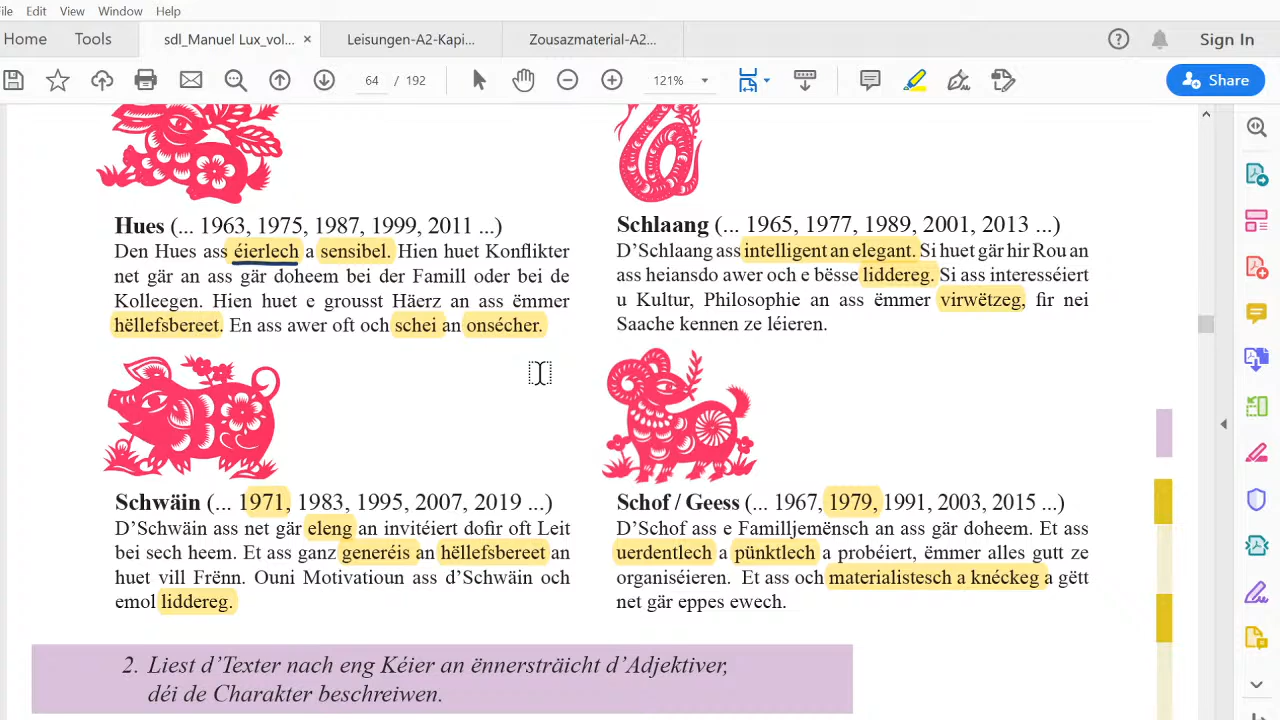 ile Edit View Window Help
Home Tools sdl_Manuel Lux_vol... × Leisungen-A2-Kapi... Zousazmaterial-A2... ? Sign In
64 / 192 121% Share
Hues (... 1963, 1975, 1987, 1999, 2011 ...)
Den Hues ass éierlech a sensibel. Hien huet Konflikter
net gär an ass gär doheem bei der Famill oder bei de
Kolleegen. Hien huet e grousst Häerz an ass ëmmer
hëllefsbereet. En ass awer oft och schei an onsécher.
Schlaang (... 1965, 1977, 1989, 2001, 2013 ...)
D’Schlaang ass intelligent an elegant. Si huet gär hir Rou an
ass heiansdo awer och e bësse liddereg. Si ass interesséiert
u Kultur, Philosophie an ass ëmmer virwëtzeg, fir nei
Saache kennen ze léieren.
Schwäin (... 1971, 1983, 1995, 2007, 2019 ...)
D’Schwäin ass net gär eleng an invitéiert dofir oft Leit
bei sech heem. Et ass ganz generéis an hëllefsbereet an
huet vill Frënn. Ouni Motivatioun ass d’Schwäin och
emol liddereg.
Schof / Geess (... 1967, 1979, 1991, 2003, 2015 ...)
D’Schof ass e Familljemënsch an ass gär doheem. Et ass
uerdentlech a pünktlech a probéiert, ëmmer alles gutt ze
organiséieren. Et ass och materialistesch a knéckeg a gëtt
net gär eppes ewech.
2. Liest d’Texter nach eng Kéier an ënnersträicht d’Adjektiver,
déi de Charakter beschreiwen.